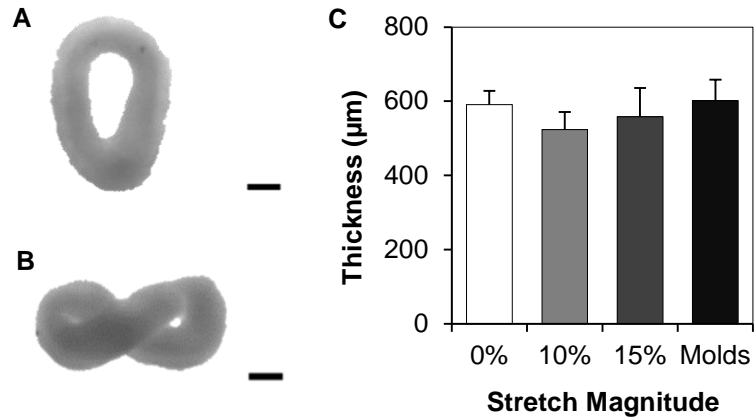 A
B
C
Thickness (µm)
800
600
400
200
0
0% 10% 15% Molds
Stretch Magnitude